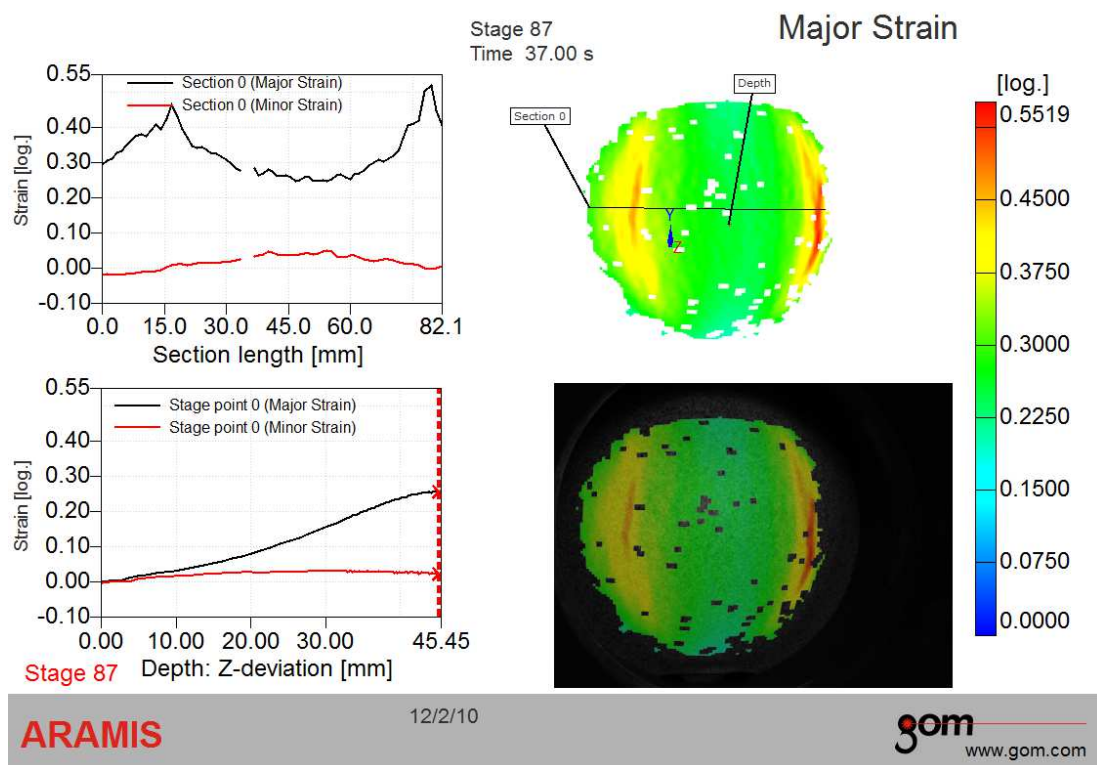 Stage 87
Time 37.00 s
Major Strain
0.55
0.40
0.30
0.20
0.10
0.00
-0.10
Strain [log.]
Section 0 (Major Strain)
Section 0 (Minor Strain)
0.0 15.0 30.0 45.0 60.0 82.1
Section length [mm]
Section 0
Depth
Y
Z
[log.]
0.5519
0.4500
0.3750
0.3000
0.2250
0.1500
0.0750
0.0000
0.55
0.40
0.30
0.20
0.10
0.00
-0.10
Strain [log.]
Stage point 0 (Major Strain)
Stage point 0 (Minor Strain)
0.00 10.00 20.00 30.00 45.45
Stage 87 Depth: Z-deviation [mm]
ARAMIS
12/2/10
gom
www.gom.com